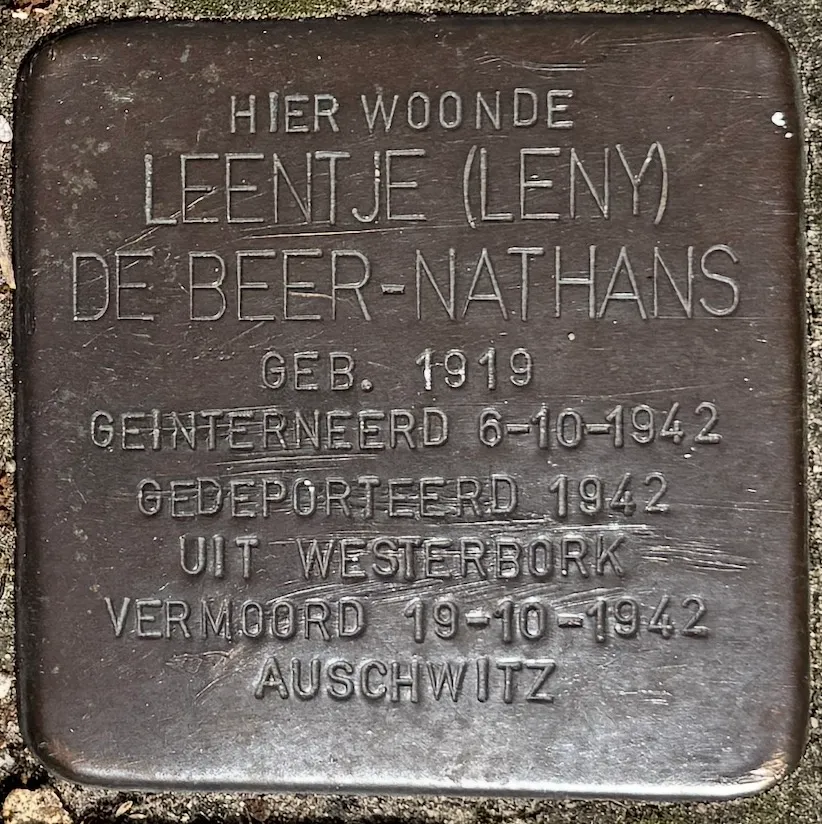 HIER WOONDE
LEENTJE (LENY)
DE BEER-NATHANS
GEB. 1919
GEINTERNEERD 6-10-1942
GEDEPORTEERD 1942
UIT WESTERBORK
VERMOORD 19-10-1942
AUSCHWITZ